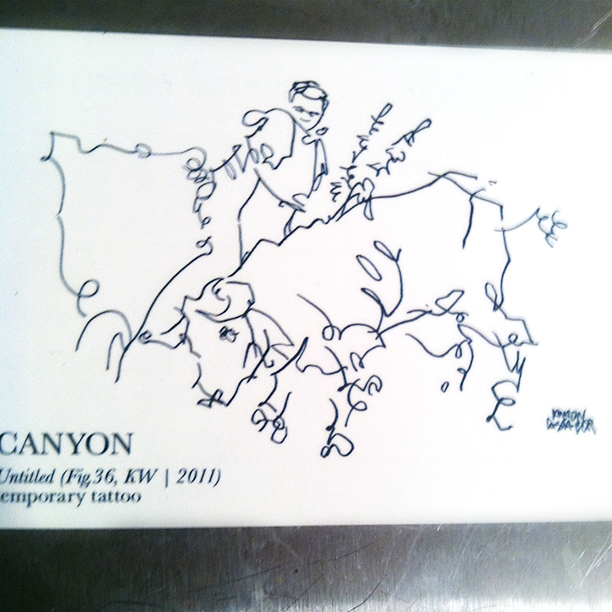 CANYON
Untitled (Fig.36, KW | 2011)
emporary tattoo